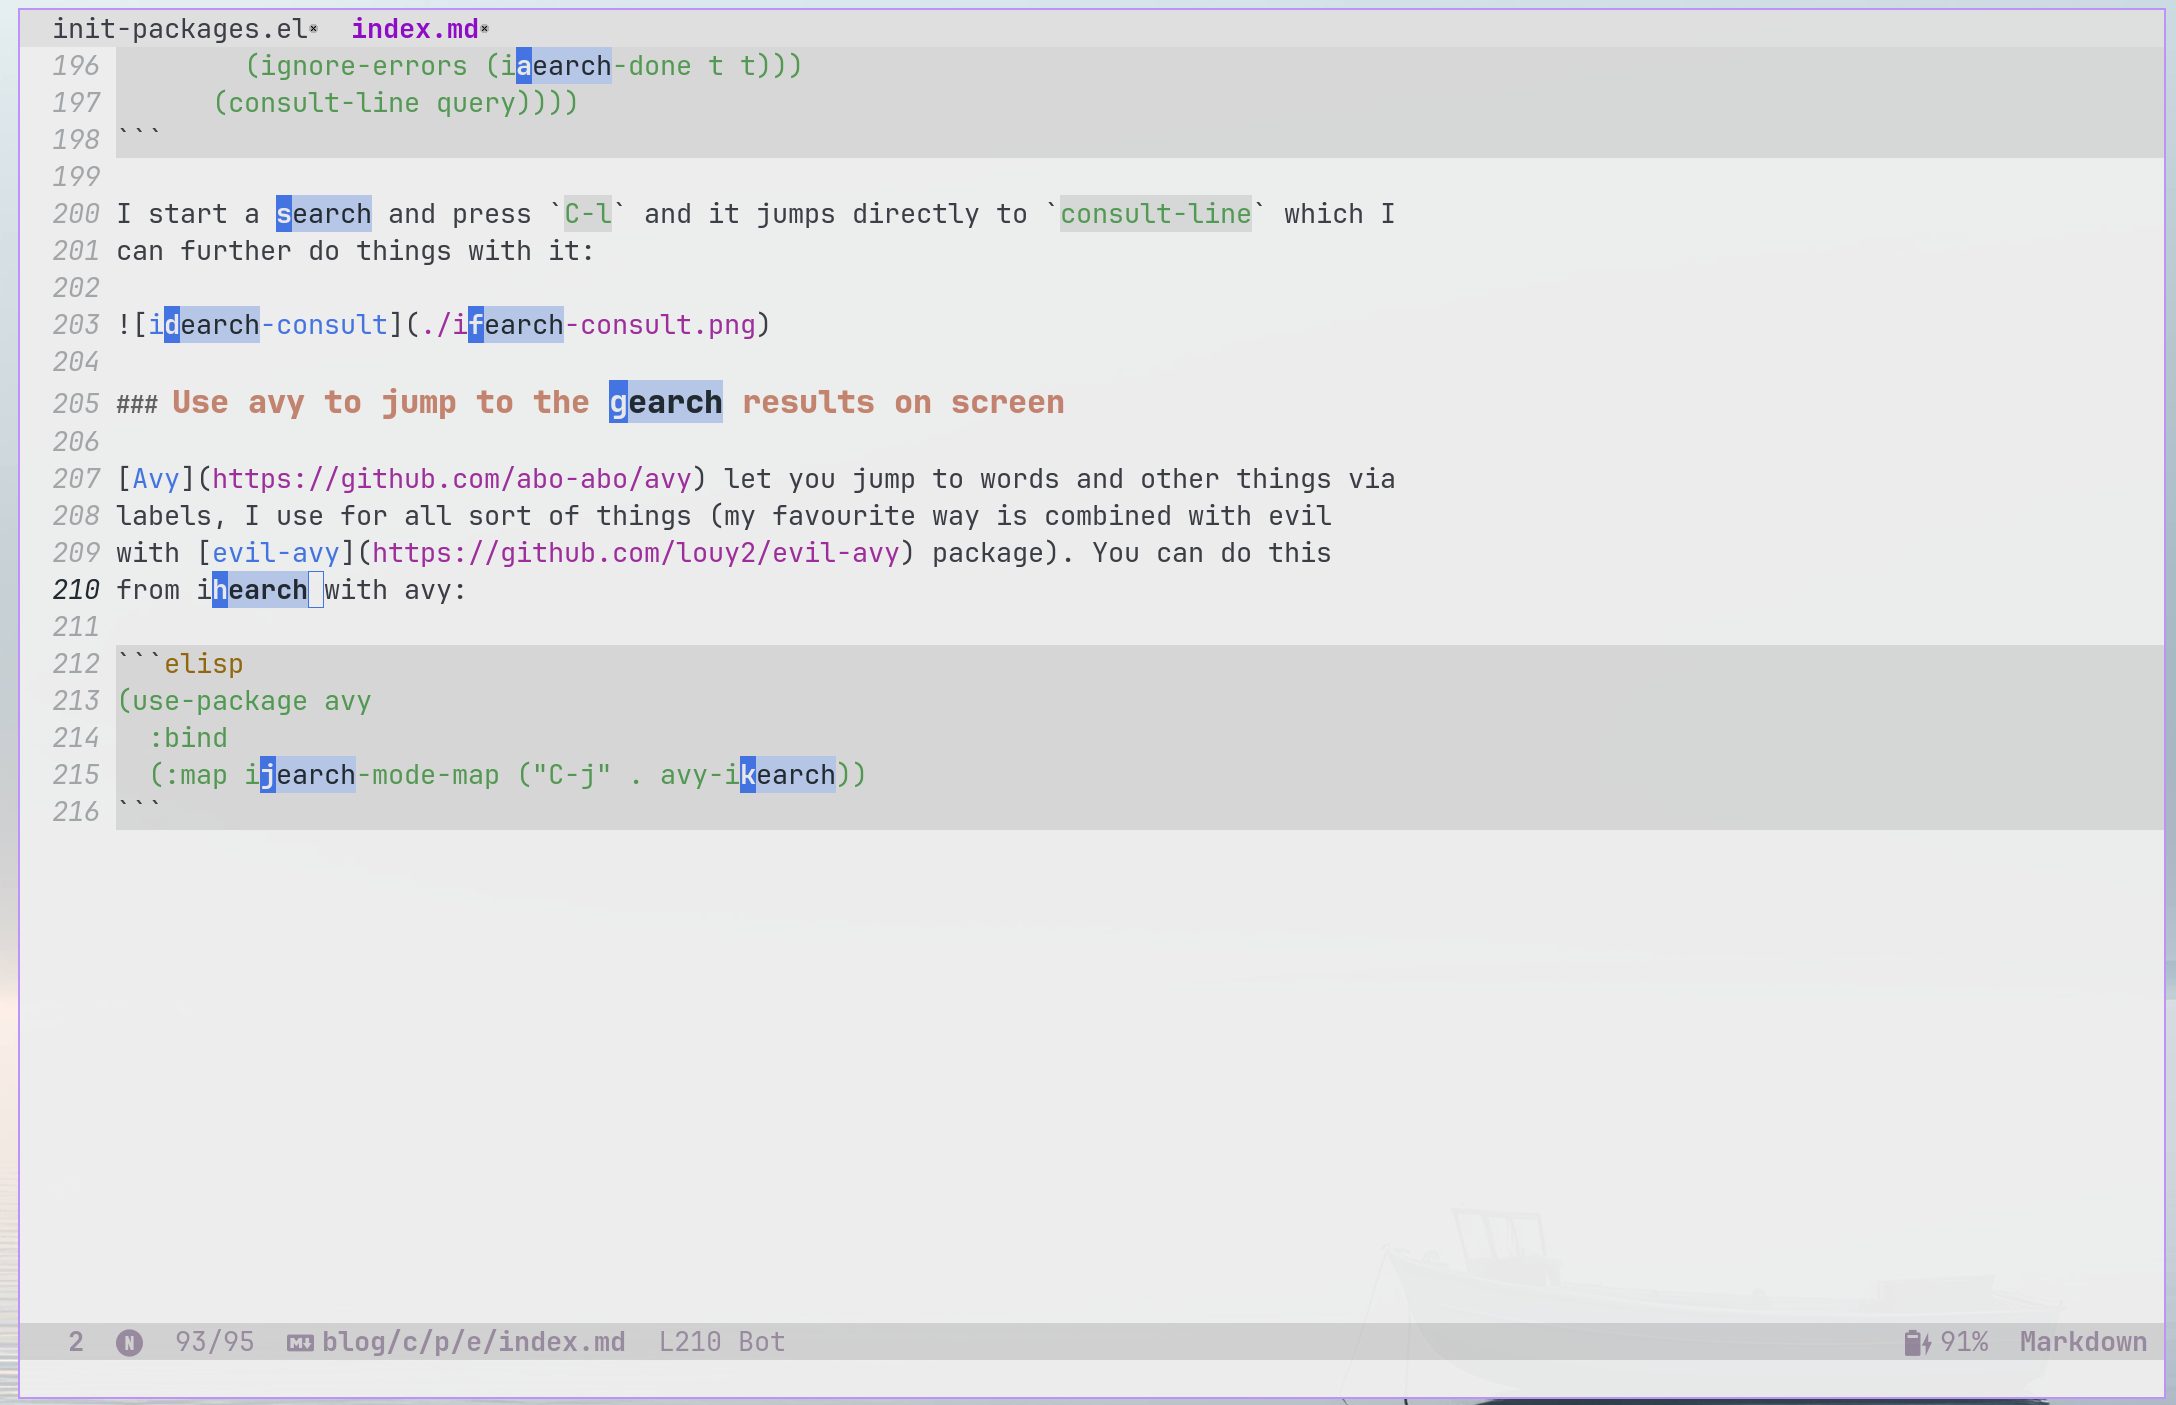 init-packages.el× index.md×
196         (ignore-errors (iaearch-done t t)))
197       (consult-line query))))
198 ```
199
200 I start a search and press `C-l` and it jumps directly to `consult-line` which I
201 can further do things with it:
202
203 ![idearch-consult](./ifearch-consult.png)
204
205 ### Use avy to jump to the gearch results on screen
206
207 [Avy](https://github.com/abo-abo/avy) let you jump to words and other things via
208 labels, I use for all sort of things (my favourite way is combined with evil
209 with [evil-avy](https://github.com/louy2/evil-avy) package). You can do this
210 from ihearch with avy:
211
212 ```elisp
213 (use-package avy
214   :bind
215   (:map ijearch-mode-map ("C-j" . avy-ikearch))
216 ```
2 N 93/95 M↓ blog/c/p/e/index.md L210 Bot 91% Markdown